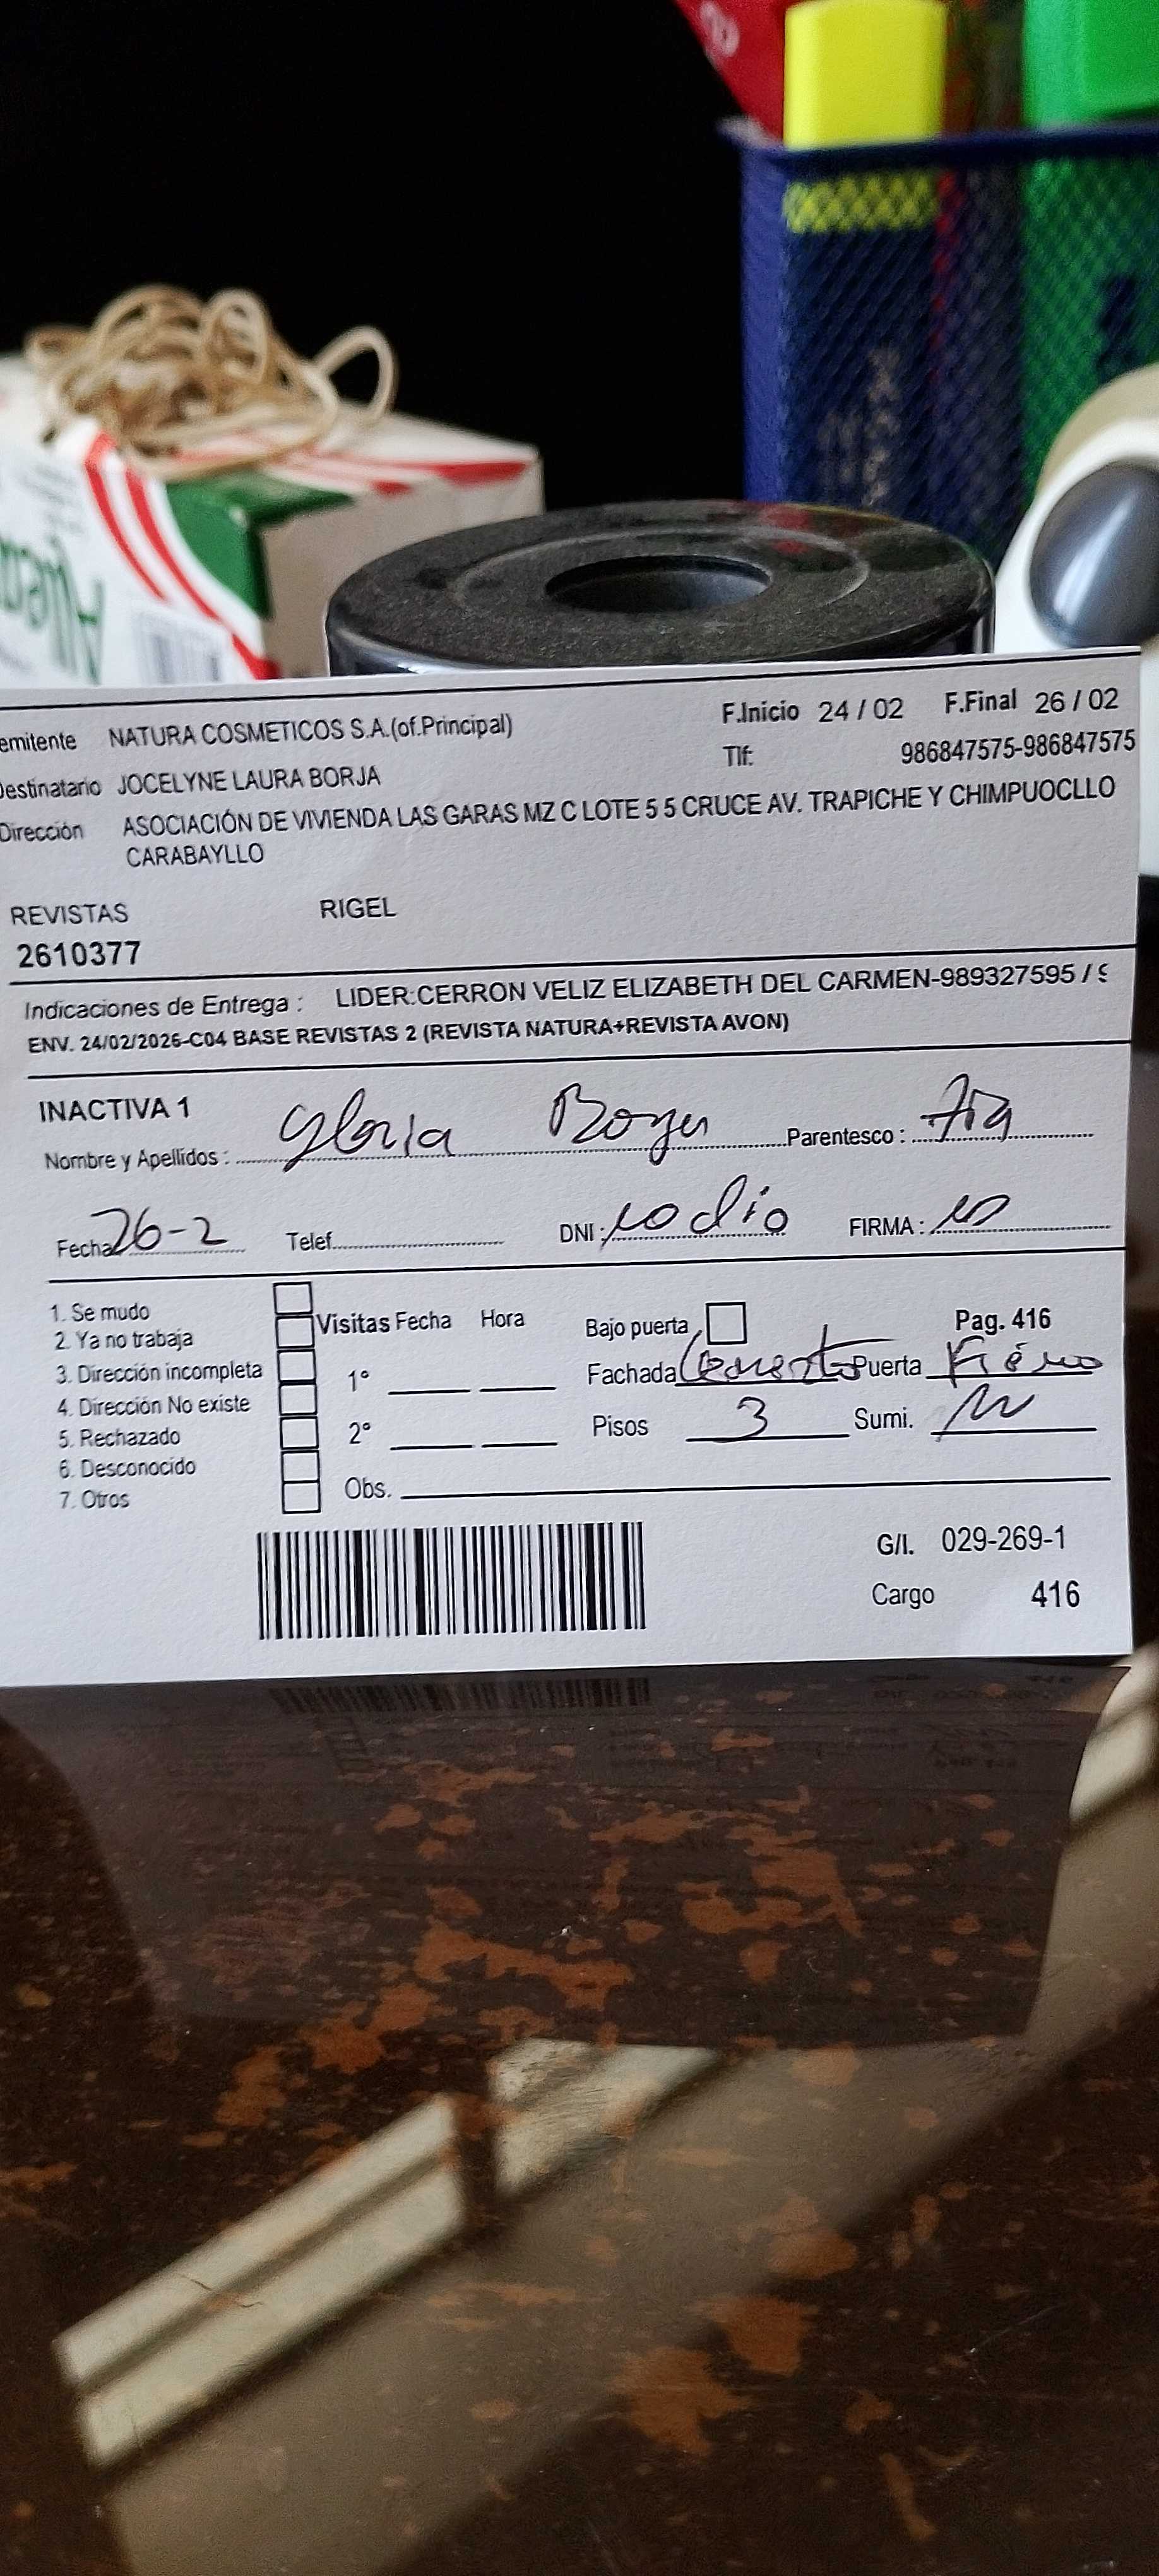 emitente NATURA COSMETICOS S.A.(of.Principal) F.Inicio 24 / 02 F.Final 26 / 02
Destinatario JOCELYNE LAURA BORJA Tlf: 986847575-986847575
Dirección ASOCIACIÓN DE VIVIENDA LAS GARAS MZ C LOTE 5 5 CRUCE AV. TRAPICHE Y CHIMPUOCLLO
CARABAYLLO
REVISTAS RIGEL
2610377
Indicaciones de Entrega : LIDER:CERRON VELIZ ELIZABETH DEL CARMEN-989327595 /
ENV. 24/02/2026-C04 BASE REVISTAS 2 (REVISTA NATURA+REVISTA AVON)
INACTIVA 1
Nombre y Apellidos : Gloria Parentesco :
Fecha 26-2 Telef. DNI: no dio FIRMA :
1. Se mudo
2. Ya no trabaja
3. Dirección incompleta
4. Dirección No existe
5. Rechazado
6. Desconocido
7. Otros
Visitas Fecha Hora
1°
2°
Obs.
Bajo puerta Pag. 416
Fachada Cemento Puerta Fierro
Pisos 3 Sumi.
G/I. 029-269-1
Cargo 416